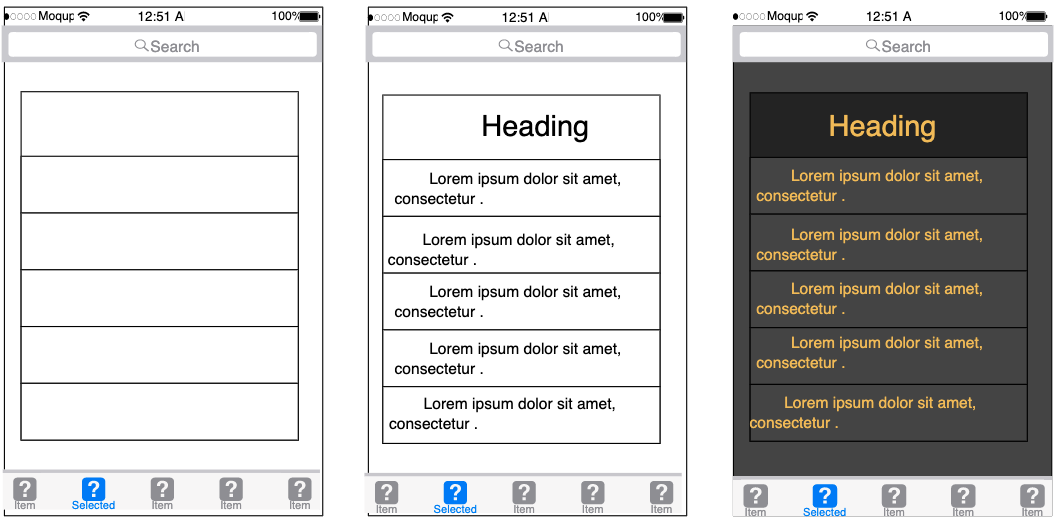 Moqup 12:51 A 100%
Search
Item Selected Item Item Item
Moqup 12:51 A 100%
Search
Heading
Lorem ipsum dolor sit amet,
consectetur .
Lorem ipsum dolor sit amet,
consectetur .
Lorem ipsum dolor sit amet,
consectetur .
Lorem ipsum dolor sit amet,
consectetur .
Lorem ipsum dolor sit amet,
consectetur .
Item Selected Item Item Item
Moqup 12:51 A 100%
Search
Heading
Lorem ipsum dolor sit amet,
consectetur .
Lorem ipsum dolor sit amet,
consectetur .
Lorem ipsum dolor sit amet,
consectetur .
Lorem ipsum dolor sit amet,
consectetur .
Lorem ipsum dolor sit amet,
consectetur .
Item Selected Item Item Item